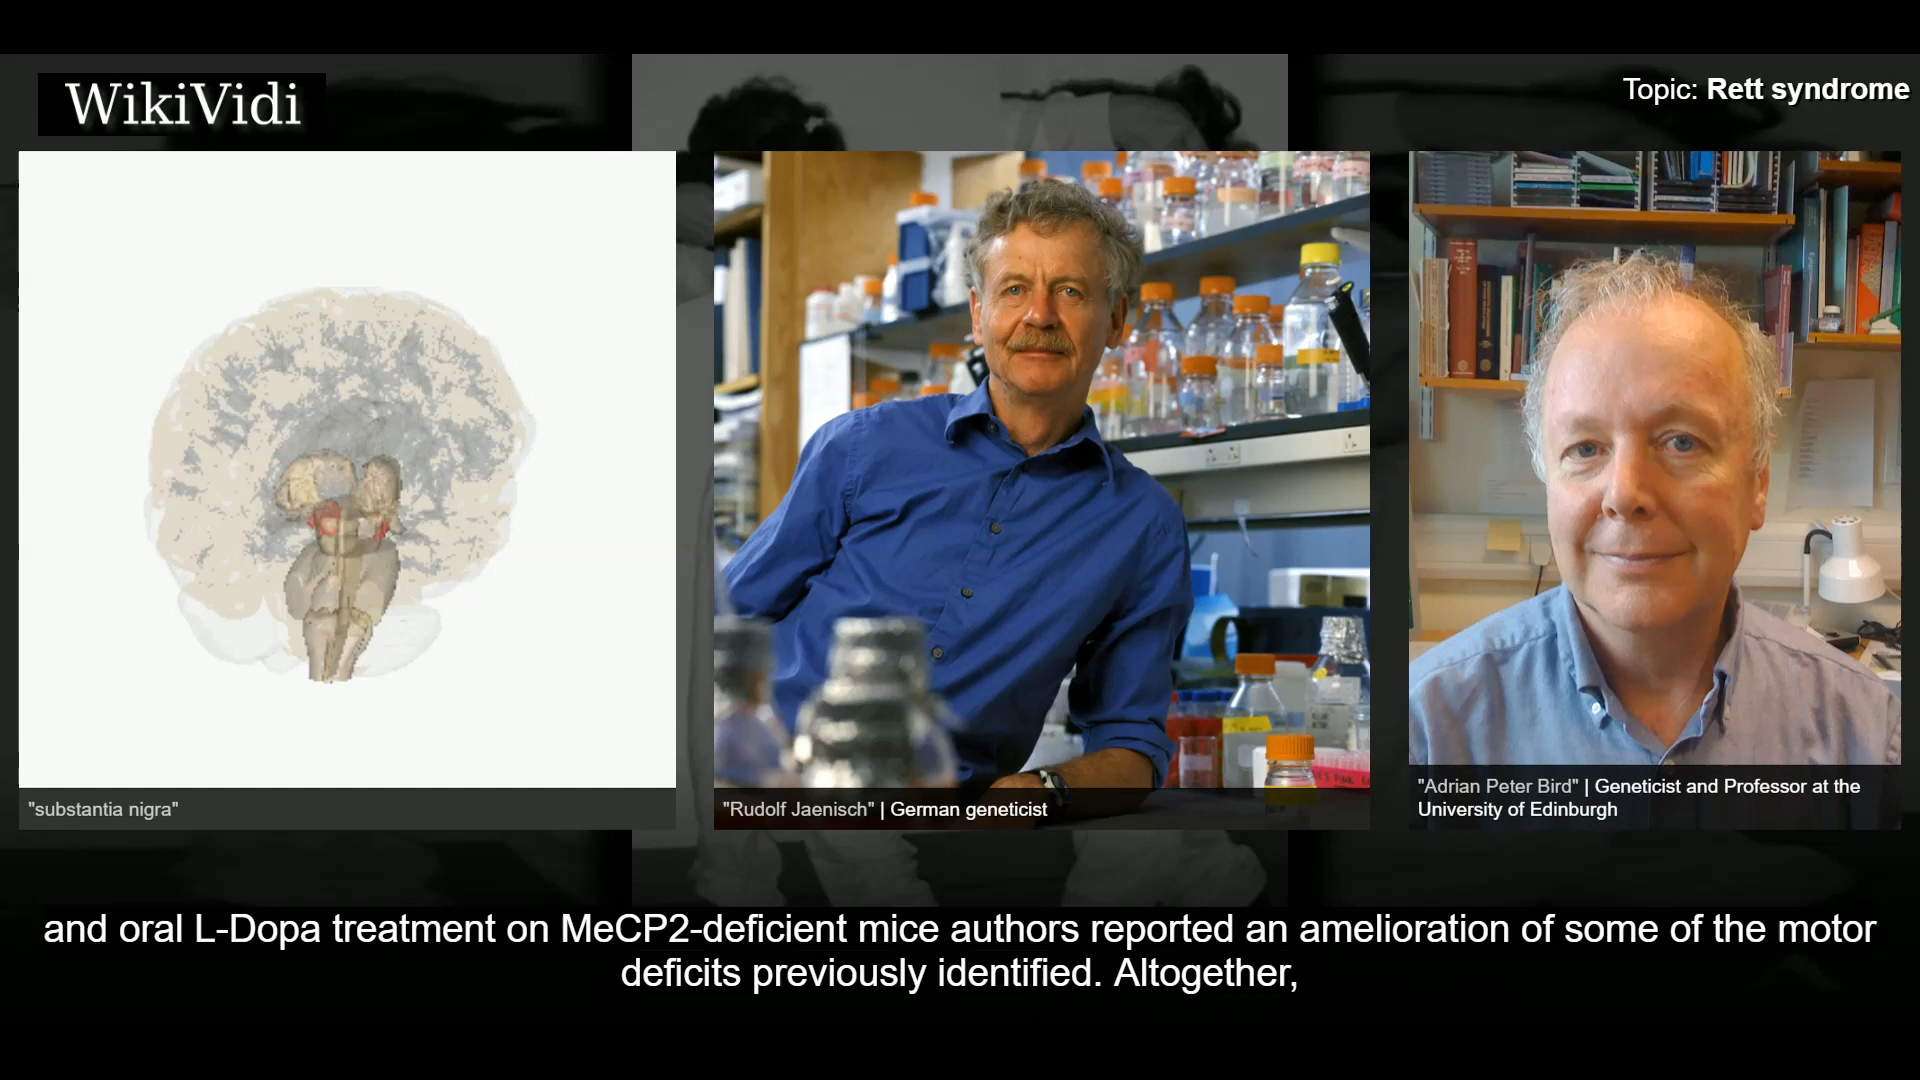 WikiVidi
Topic: Rett syndrome
"substantia nigra"
"Rudolf Jaenisch" | German geneticist
"Adrian Peter Bird" | Geneticist and Professor at the
University of Edinburgh
and oral L-Dopa treatment on MeCP2-deficient mice authors reported an amelioration of some of the motor
deficits previously identified. Altogether,